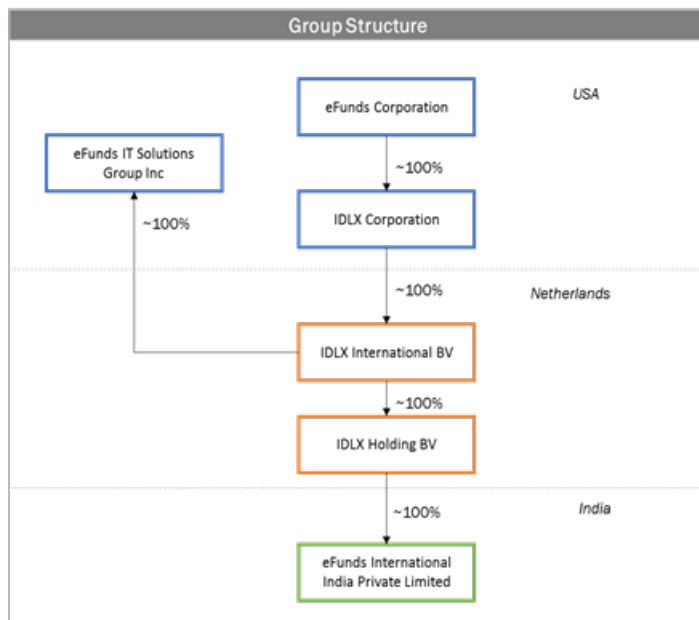 Group Structure
USA
eFunds Corporation
~100%
eFunds IT Solutions
Group Inc
~100%
IDLX Corporation
~100%
Netherlands
IDLX International BV
~100%
IDLX Holding BV
~100%
India
eFunds International
India Private Limited